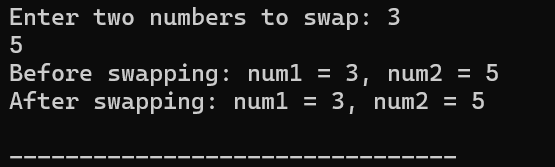 Enter two numbers to swap: 3
5
Before swapping: num1 = 3, num2 = 5
After swapping: num1 = 3, num2 = 5
--------------------------------